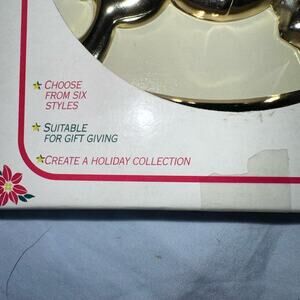 CHOOSE
FROM SIX
STYLES
SUITABLE
FOR GIFT GIVING
CREATE A HOLIDAY COLLECTION